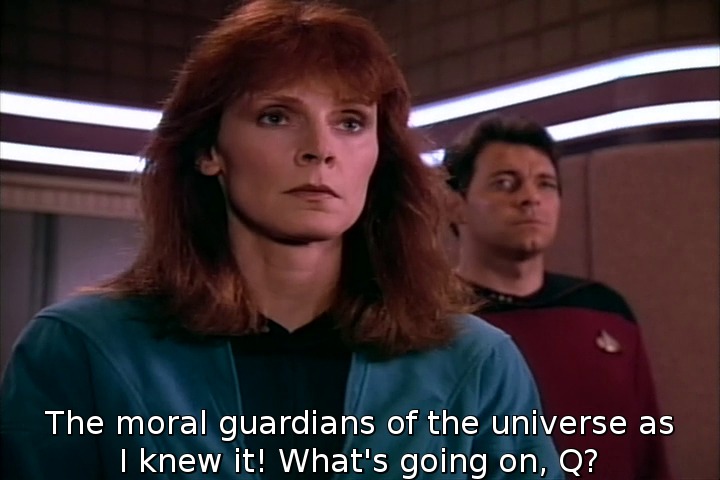 The moral guardians of the universe as
I knew it! What's going on, Q?